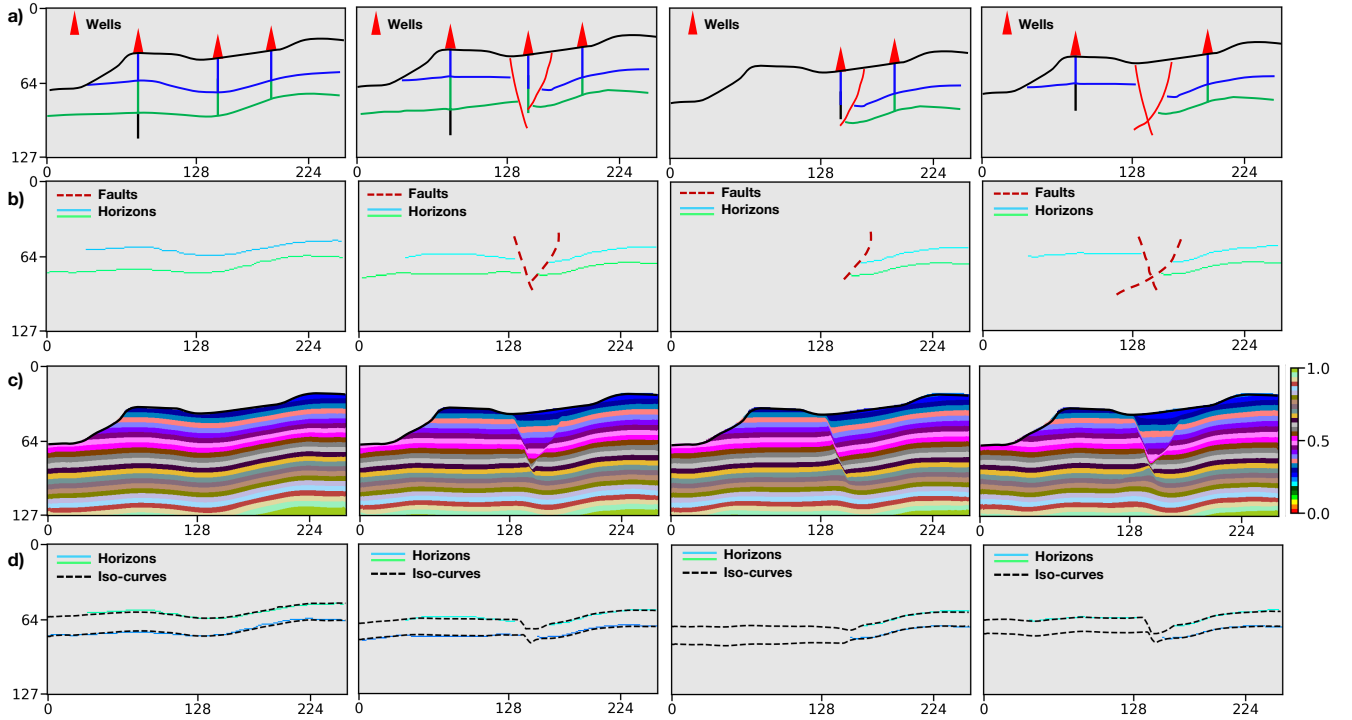 a)
0
64
127
Wells
Wells
Wells
Wells
0 128 224
0 128 224
0 128 224
0 128 224
b)
0
64
127
Faults
Horizons
Faults
Horizons
Faults
Horizons
Horizons
0 128 224
0 128 224
0 128 224
0 128 224
c)
0
64
127
0 128 224
0 128 224
0 128 224
0 128 224
1.0
0.5
0.0
d)
0
64
127
Horizons
Iso-curves
Horizons
Iso-curves
Horizons
Iso-curves
Horizons
Iso-curves
0 128 224
0 128 224
0 128 224
0 128 224